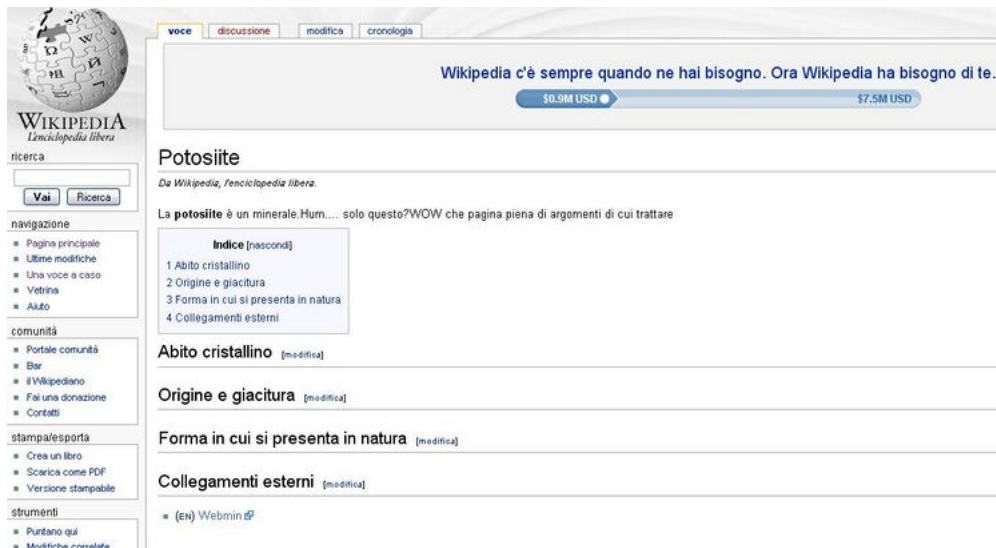 voce
discussione
modifica
cronologia
Wikipedia c'è sempre quando ne hai bisogno. Ora Wikipedia ha bisogno di te.
$0.9M USD
$7.5M USD
WIKIPEDIA
L'enciclopedia libera
ricerca
Vai
Ricerca
navigazione
Pagina principale
Ultime modifiche
Una voce a caso
Vetrina
Aiuto
comunità
Portale comunità
Bar
il Wikipediano
Fai una donazione
Contatti
stampa/esporta
Crea un libro
Scarica come PDF
Versione stampabile
strumenti
Puntano qui
Modifiche correlate
Potosiite
Da Wikipedia, l'enciclopedia libera.
La potosiite è un minerale.Hum.... solo questo?WOW che pagina piena di argomenti di cui trattare
Indice [nascondi]
1 Abito cristallino
2 Origine e giacitura
3 Forma in cui si presenta in natura
4 Collegamenti esterni
Abito cristallino [modifica]
Origine e giacitura [modifica]
Forma in cui si presenta in natura [modifica]
Collegamenti esterni [modifica]
(EN) Webmin